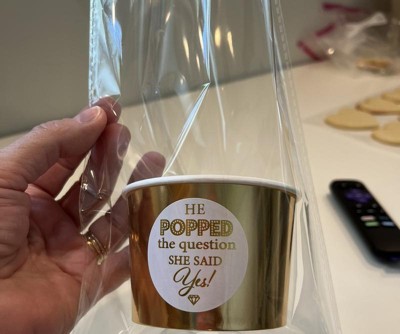 HE
POPPED
the question
SHE SAID
Yes!